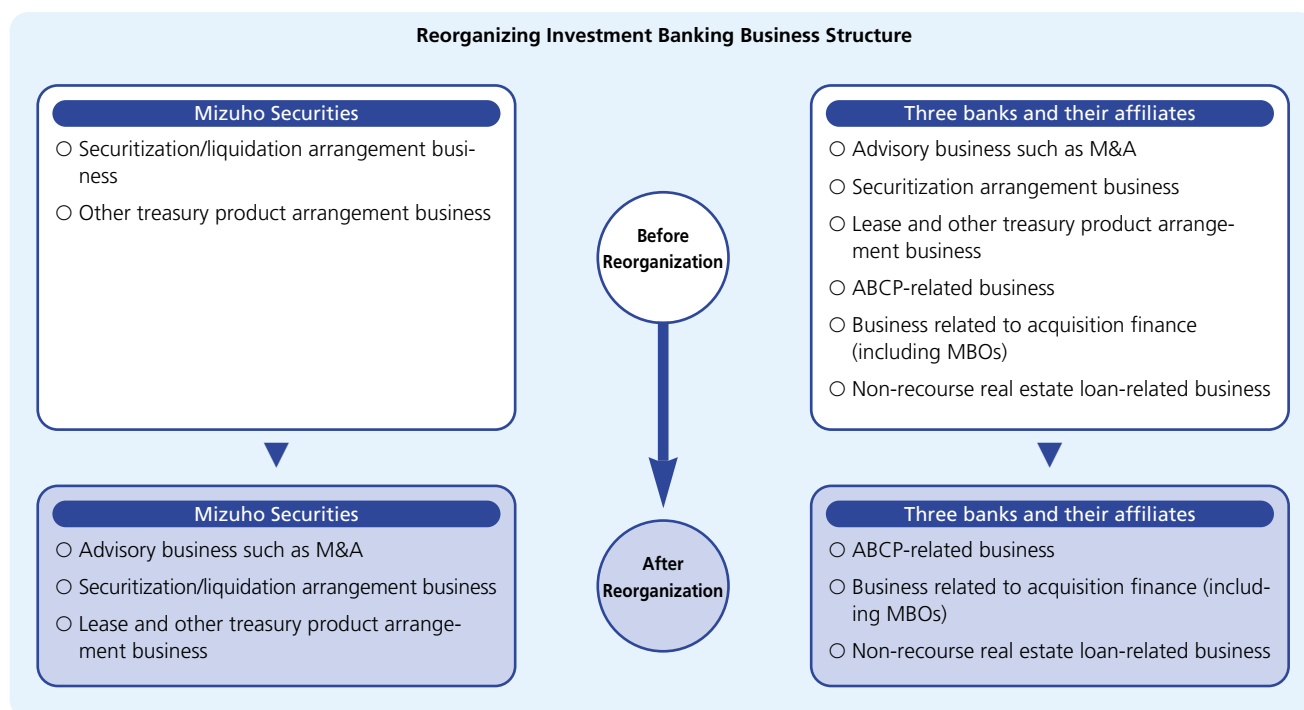 Reorganizing Investment Banking Business Structure
Mizuho Securities
○ Securitization/liquidation arrangement busi-
ness
○ Other treasury product arrangement business
Before
Reorganization
Three banks and their affiliates
○ Advisory business such as M&A
○ Securitization arrangement business
○ Lease and other treasury product arrange-
ment business
○ ABCP-related business
○ Business related to acquisition finance
(including MBOs)
○ Non-recourse real estate loan-related business
Mizuho Securities
○ Advisory business such as M&A
○ Securitization/liquidation arrangement business
○ Lease and other treasury product arrange-
ment business
After
Reorganization
Three banks and their affiliates
○ ABCP-related business
○ Business related to acquisition finance (includ-
ing MBOs)
○ Non-recourse real estate loan-related business